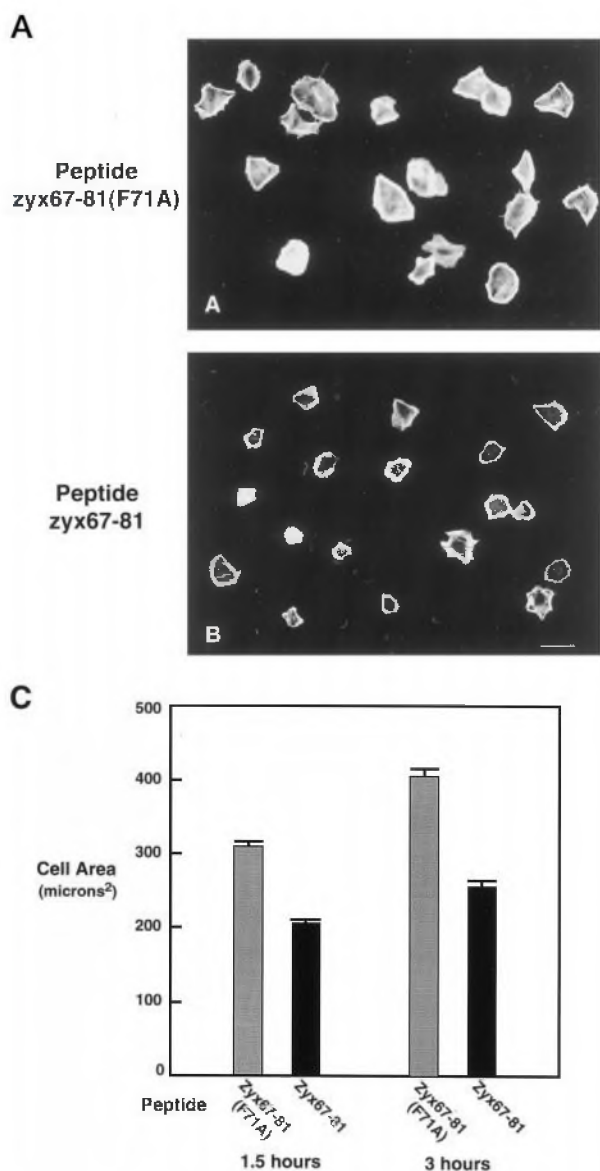 A
Peptide
zyx67-81(F71A)
A
Peptide
zyx67-81
B
C
500
400
300
200
100
0
Cell Area
(microns²)
Peptide
Zyx67-81
(F71A)
Zyx67-81
Zyx67-81
(F71A)
Zyx67-81
1.5 hours
3 hours